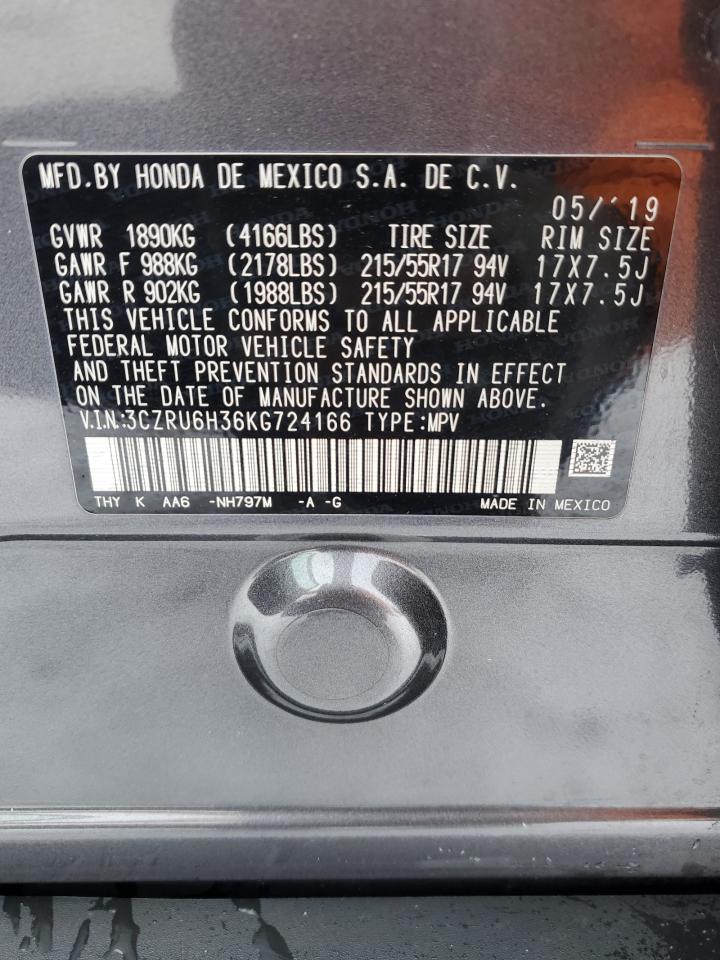 MFD.BY HONDA DE MEXICO S.A. DE C.V.
05/'19
GVWR 1890KG (4166LBS) TIRE SIZE RIM SIZE
GAWR F 988KG (2178LBS) 215/55R17 94V 17X7.5J
GAWR R 902KG (1988LBS) 215/55R17 94V 17X7.5J
THIS VEHICLE CONFORMS TO ALL APPLICABLE
FEDERAL MOTOR VEHICLE SAFETY
AND THEFT PREVENTION STANDARDS IN EFFECT
ON THE DATE OF MANUFACTURE SHOWN ABOVE.
V.I.N:3CZRU6H36KG724166 TYPE:MPV
THY K AA6 -NH797M -A -G MADE IN MEXICO